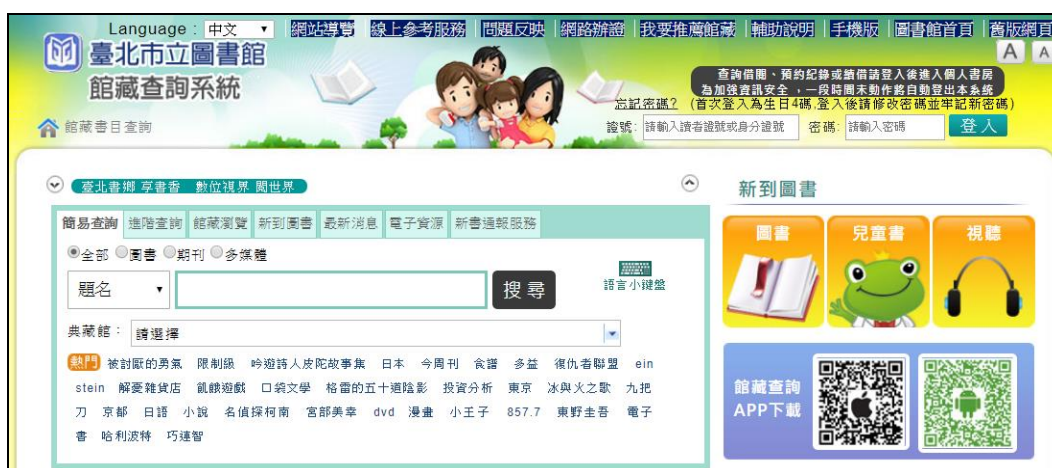 Language : 中文 |網站導覽 線上參考服務 |問題反映 |網路辦證 |我要推薦館藏 |輔助說明 |手機版 |圖書館首頁 |舊版網頁
A A
臺北市立圖書館
館藏查詢系統
館藏書目查詢
查詢借閱、預約紀錄或續借請登入後進入個人書房
為加強資訊安全，一段時間未動作將自動登出本系統
忘記密碼? (首次登入為生日4碼.登入後請修改密碼並牢記新密碼)
證號: 請輸入讀者證號或身分證號 密碼: 請輸入密碼 登入
臺北書鄉 享書香 數位視界 閱世界
簡易查詢 進階查詢 館藏瀏覽 新到圖書 最新消息 電子資源 新書通報服務
全部 圖書 期刊 多媒體
題名 搜尋 語言小鍵盤
典藏館： 請選擇
熱門 被討厭的勇氣 限制級 吟遊詩人皮陀故事集 日本 今周刊 食譜 多益 復仇者聯盟 ein
stein 解憂雜貨店 飢餓遊戲 口袋文學 格雷的五十道陰影 投資分析 東京 冰與火之歌 九把
刀 京都 日語 小說 名偵探柯南 宮部美幸 dvd 漫畫 小王子 857.7 東野圭吾 電子
書 哈利波特 巧連智
新到圖書
圖書 兒童書 視聽
館藏查詢
APP下載